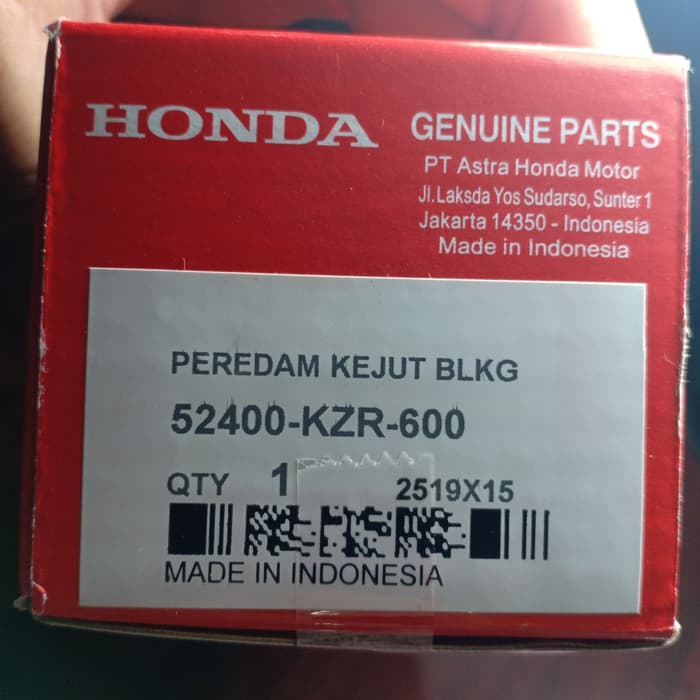 HONDA
GENUINE PARTS
PT Astra Honda Motor
Jl. Laksda Yos Sudarso, Sunter 1
Jakarta 14350 - Indonesia
Made in Indonesia
PEREDAM KEJUT BLKG
52400-KZR-600
QTY 1
2519X15
MADE IN INDONESIA